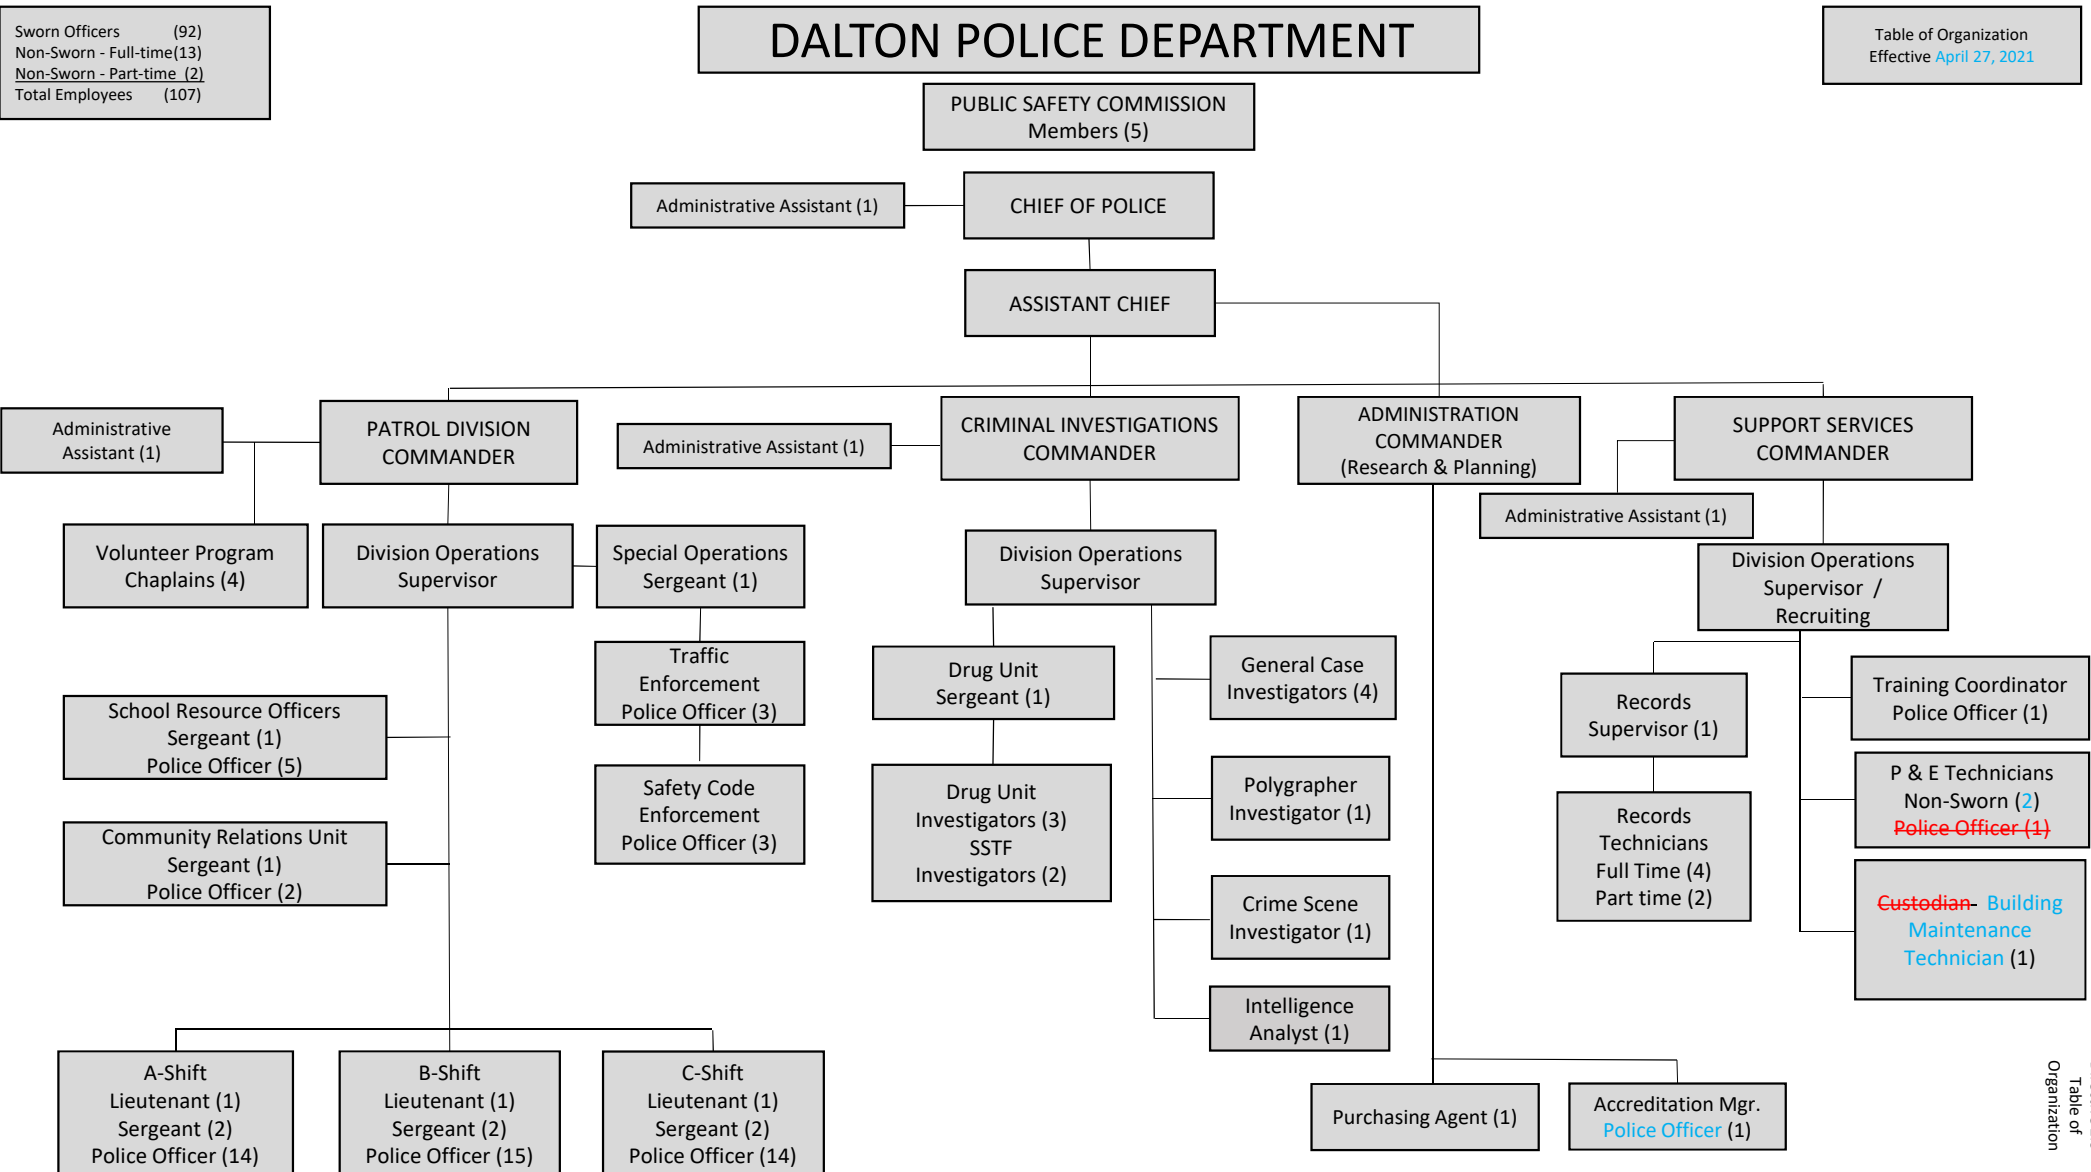 Sworn Officers (92)
Non-Sworn - Full-time(13)
Non-Sworn - Part-time (2)
Total Employees (107)
DALTON POLICE DEPARTMENT
Table of Organization
Effective April 27, 2021
PUBLIC SAFETY COMMISSION
Members (5)
Administrative Assistant (1)
CHIEF OF POLICE
ASSISTANT CHIEF
Administrative
Assistant (1)
PATROL DIVISION
COMMANDER
Administrative Assistant (1)
CRIMINAL INVESTIGATIONS
COMMANDER
ADMINISTRATION
COMMANDER
(Research & Planning)
SUPPORT SERVICES
COMMANDER
Administrative Assistant (1)
Volunteer Program
Chaplains (4)
Division Operations
Supervisor
Special Operations
Sergeant (1)
Division Operations
Supervisor
Division Operations
Supervisor /
Recruiting
Traffic
Enforcement
Police Officer (3)
Safety Code
Enforcement
Police Officer (3)
School Resource Officers
Sergeant (1)
Police Officer (5)
Community Relations Unit
Sergeant (1)
Police Officer (2)
Drug Unit
Sergeant (1)
Drug Unit
Investigators (3)
SSTF
Investigators (2)
General Case
Investigators (4)
Polygrapher
Investigator (1)
Crime Scene
Investigator (1)
Intelligence
Analyst (1)
Records
Supervisor (1)
Records
Technicians
Full Time (4)
Part time (2)
Training Coordinator
Police Officer (1)
P & E Technicians
Non-Sworn (2)
Police Officer (1)
Custodian- Building
Maintenance
Technician (1)
A-Shift
Lieutenant (1)
Sergeant (2)
Police Officer (14)
B-Shift
Lieutenant (1)
Sergeant (2)
Police Officer (15)
C-Shift
Lieutenant (1)
Sergeant (2)
Police Officer (14)
Purchasing Agent (1)
Accreditation Mgr.
Police Officer (1)
Table of
Organization